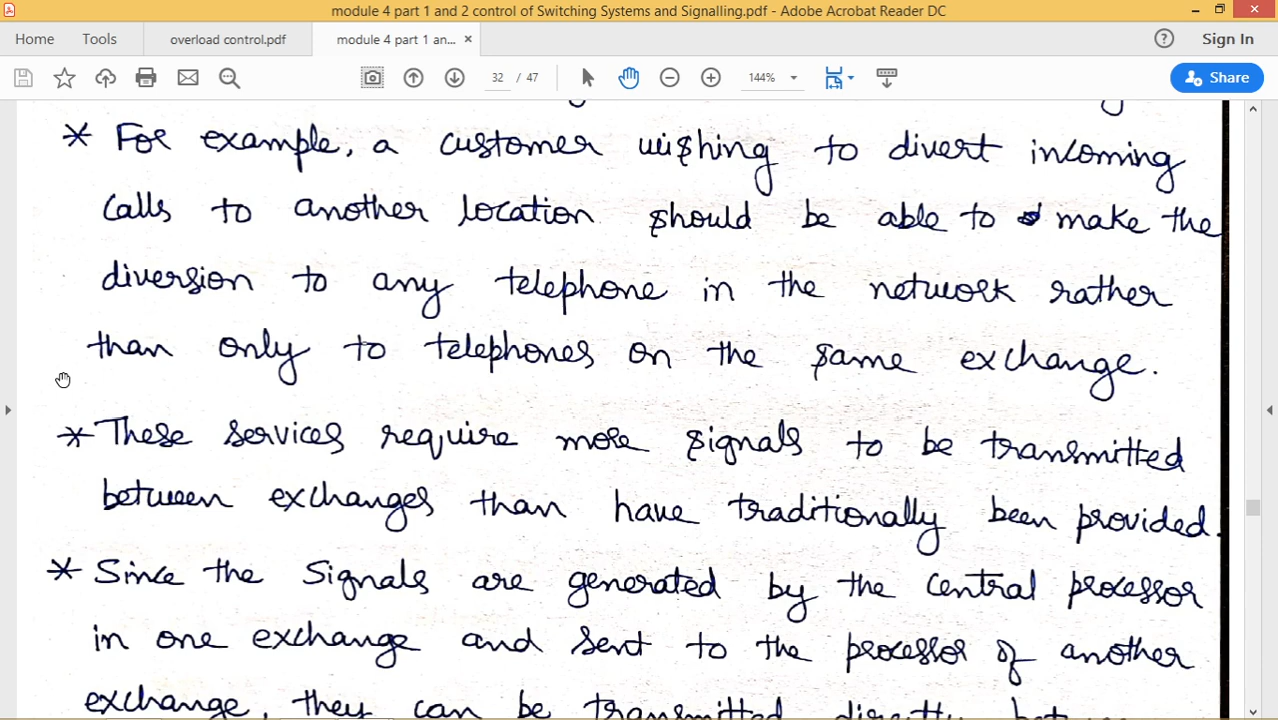 module 4 part 1 and 2 control of Switching Systems and Signalling.pdf - Adobe Acrobat Reader DC
Home Tools overload control.pdf module 4 part 1 an... × Sign In
32 / 47 144% Share
* For example, a customer wishing to divert incoming
calls to another location should be able to make the
diversion to any telephone in the network rather
than only to telephones on the same exchange.
* These services require more signals to be transmitted
between exchanges than have traditionally been provided.
* Since the Signals are generated by the central processor
in one exchange and sent to the processor of another
exchange, they can be transmitted directly